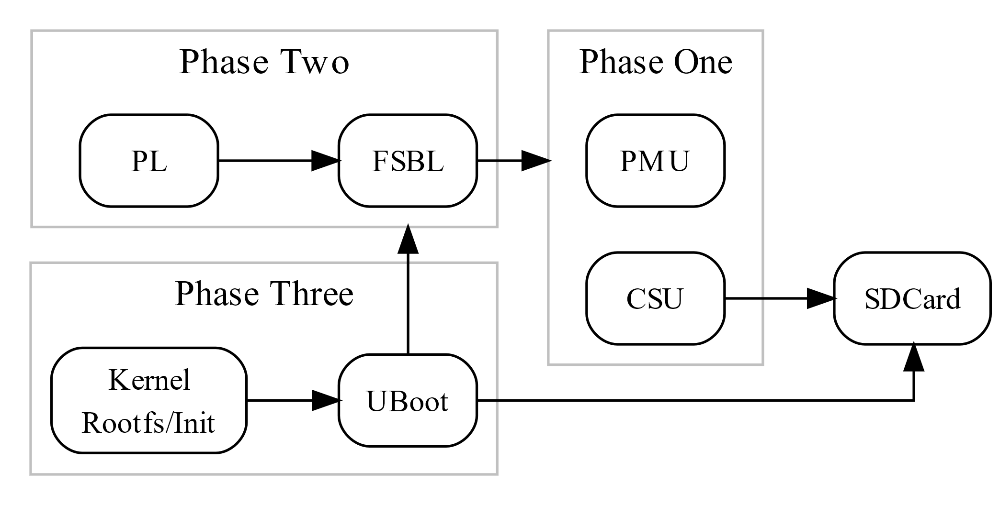 Phase Two
PL
FSBL
Phase One
PMU
CSU
SDCard
Phase Three
Kernel
Rootfs/Init
UBoot